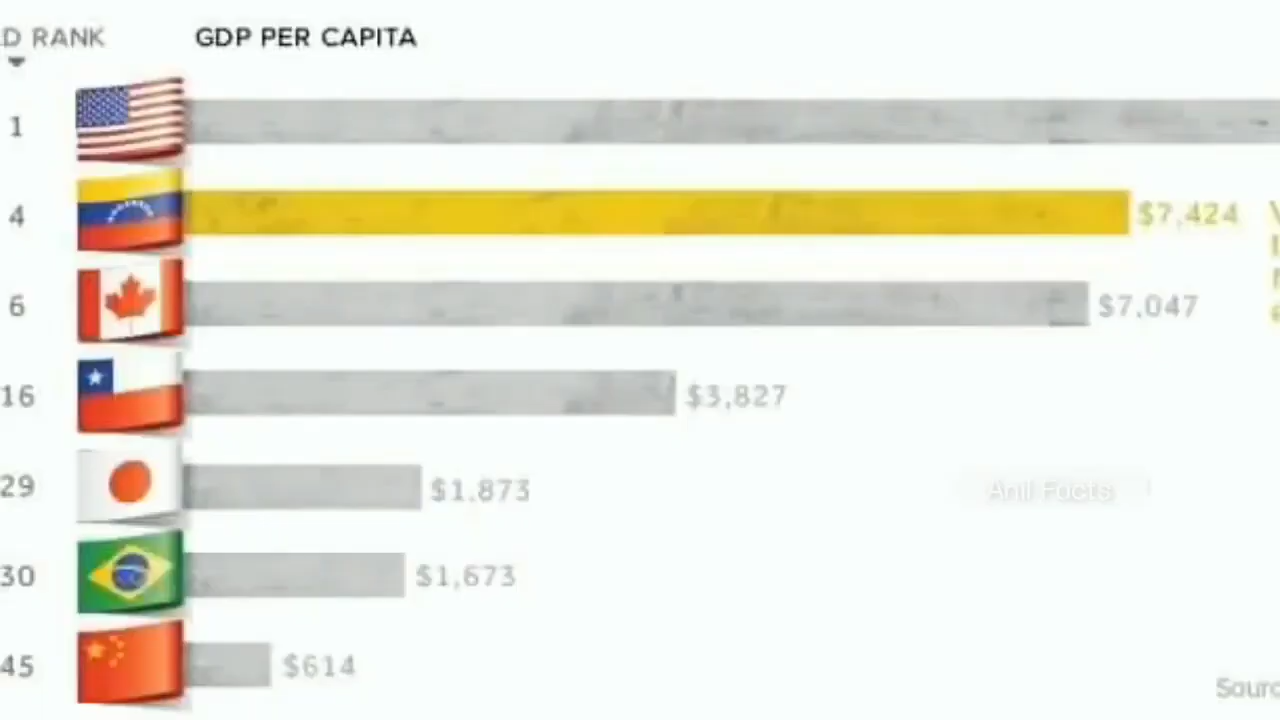 D RANK GDP PER CAPITA
1
4 $7,424
6 $7,047
16 $3,827
29 $1,873
Anil Facts
30 $1,673
45 $614
Sourc